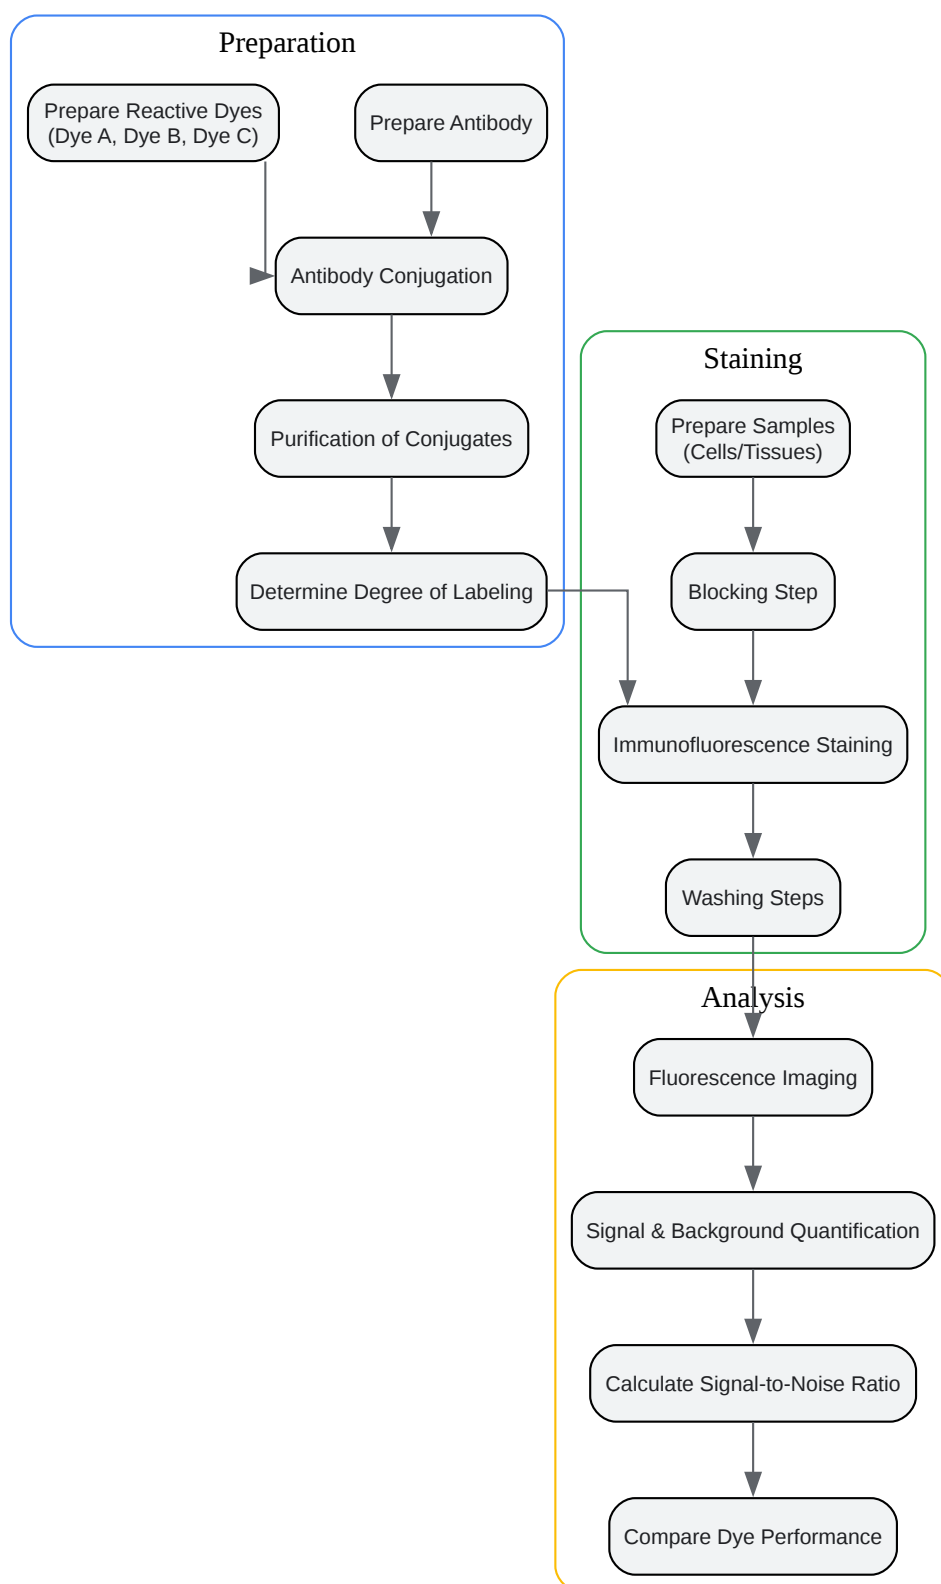 Preparation
Prepare Reactive Dyes
(Dye A, Dye B, Dye C)
Prepare Antibody
Antibody Conjugation
Purification of Conjugates
Determine Degree of Labeling
Staining
Prepare Samples
(Cells/Tissues)
Blocking Step
Immunofluorescence Staining
Washing Steps
Analysis
Fluorescence Imaging
Signal & Background Quantification
Calculate Signal-to-Noise Ratio
Compare Dye Performance